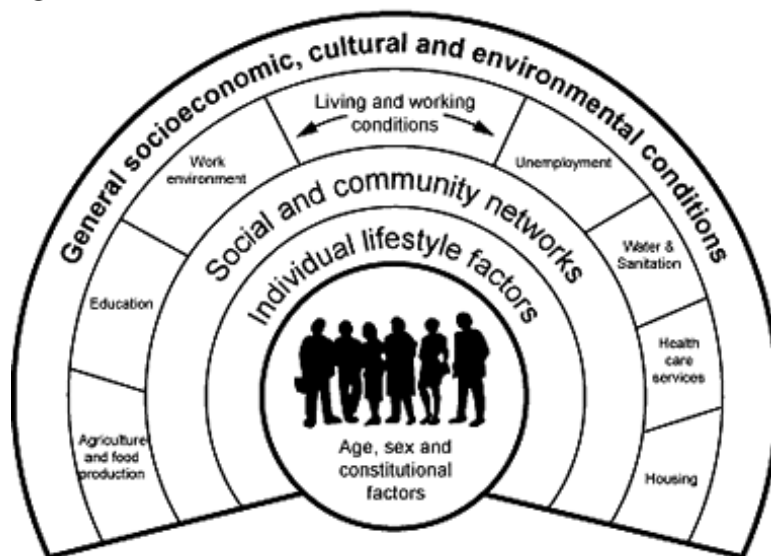 General socioeconomic, cultural and environmental conditions
Living and working
conditions
Work
environment
Unemployment
Social and community networks
Water &
Sanitation
Individual lifestyle factors
Education
Health
care
services
Agriculture
and food
production
Age, sex and
constitutional
factors
Housing